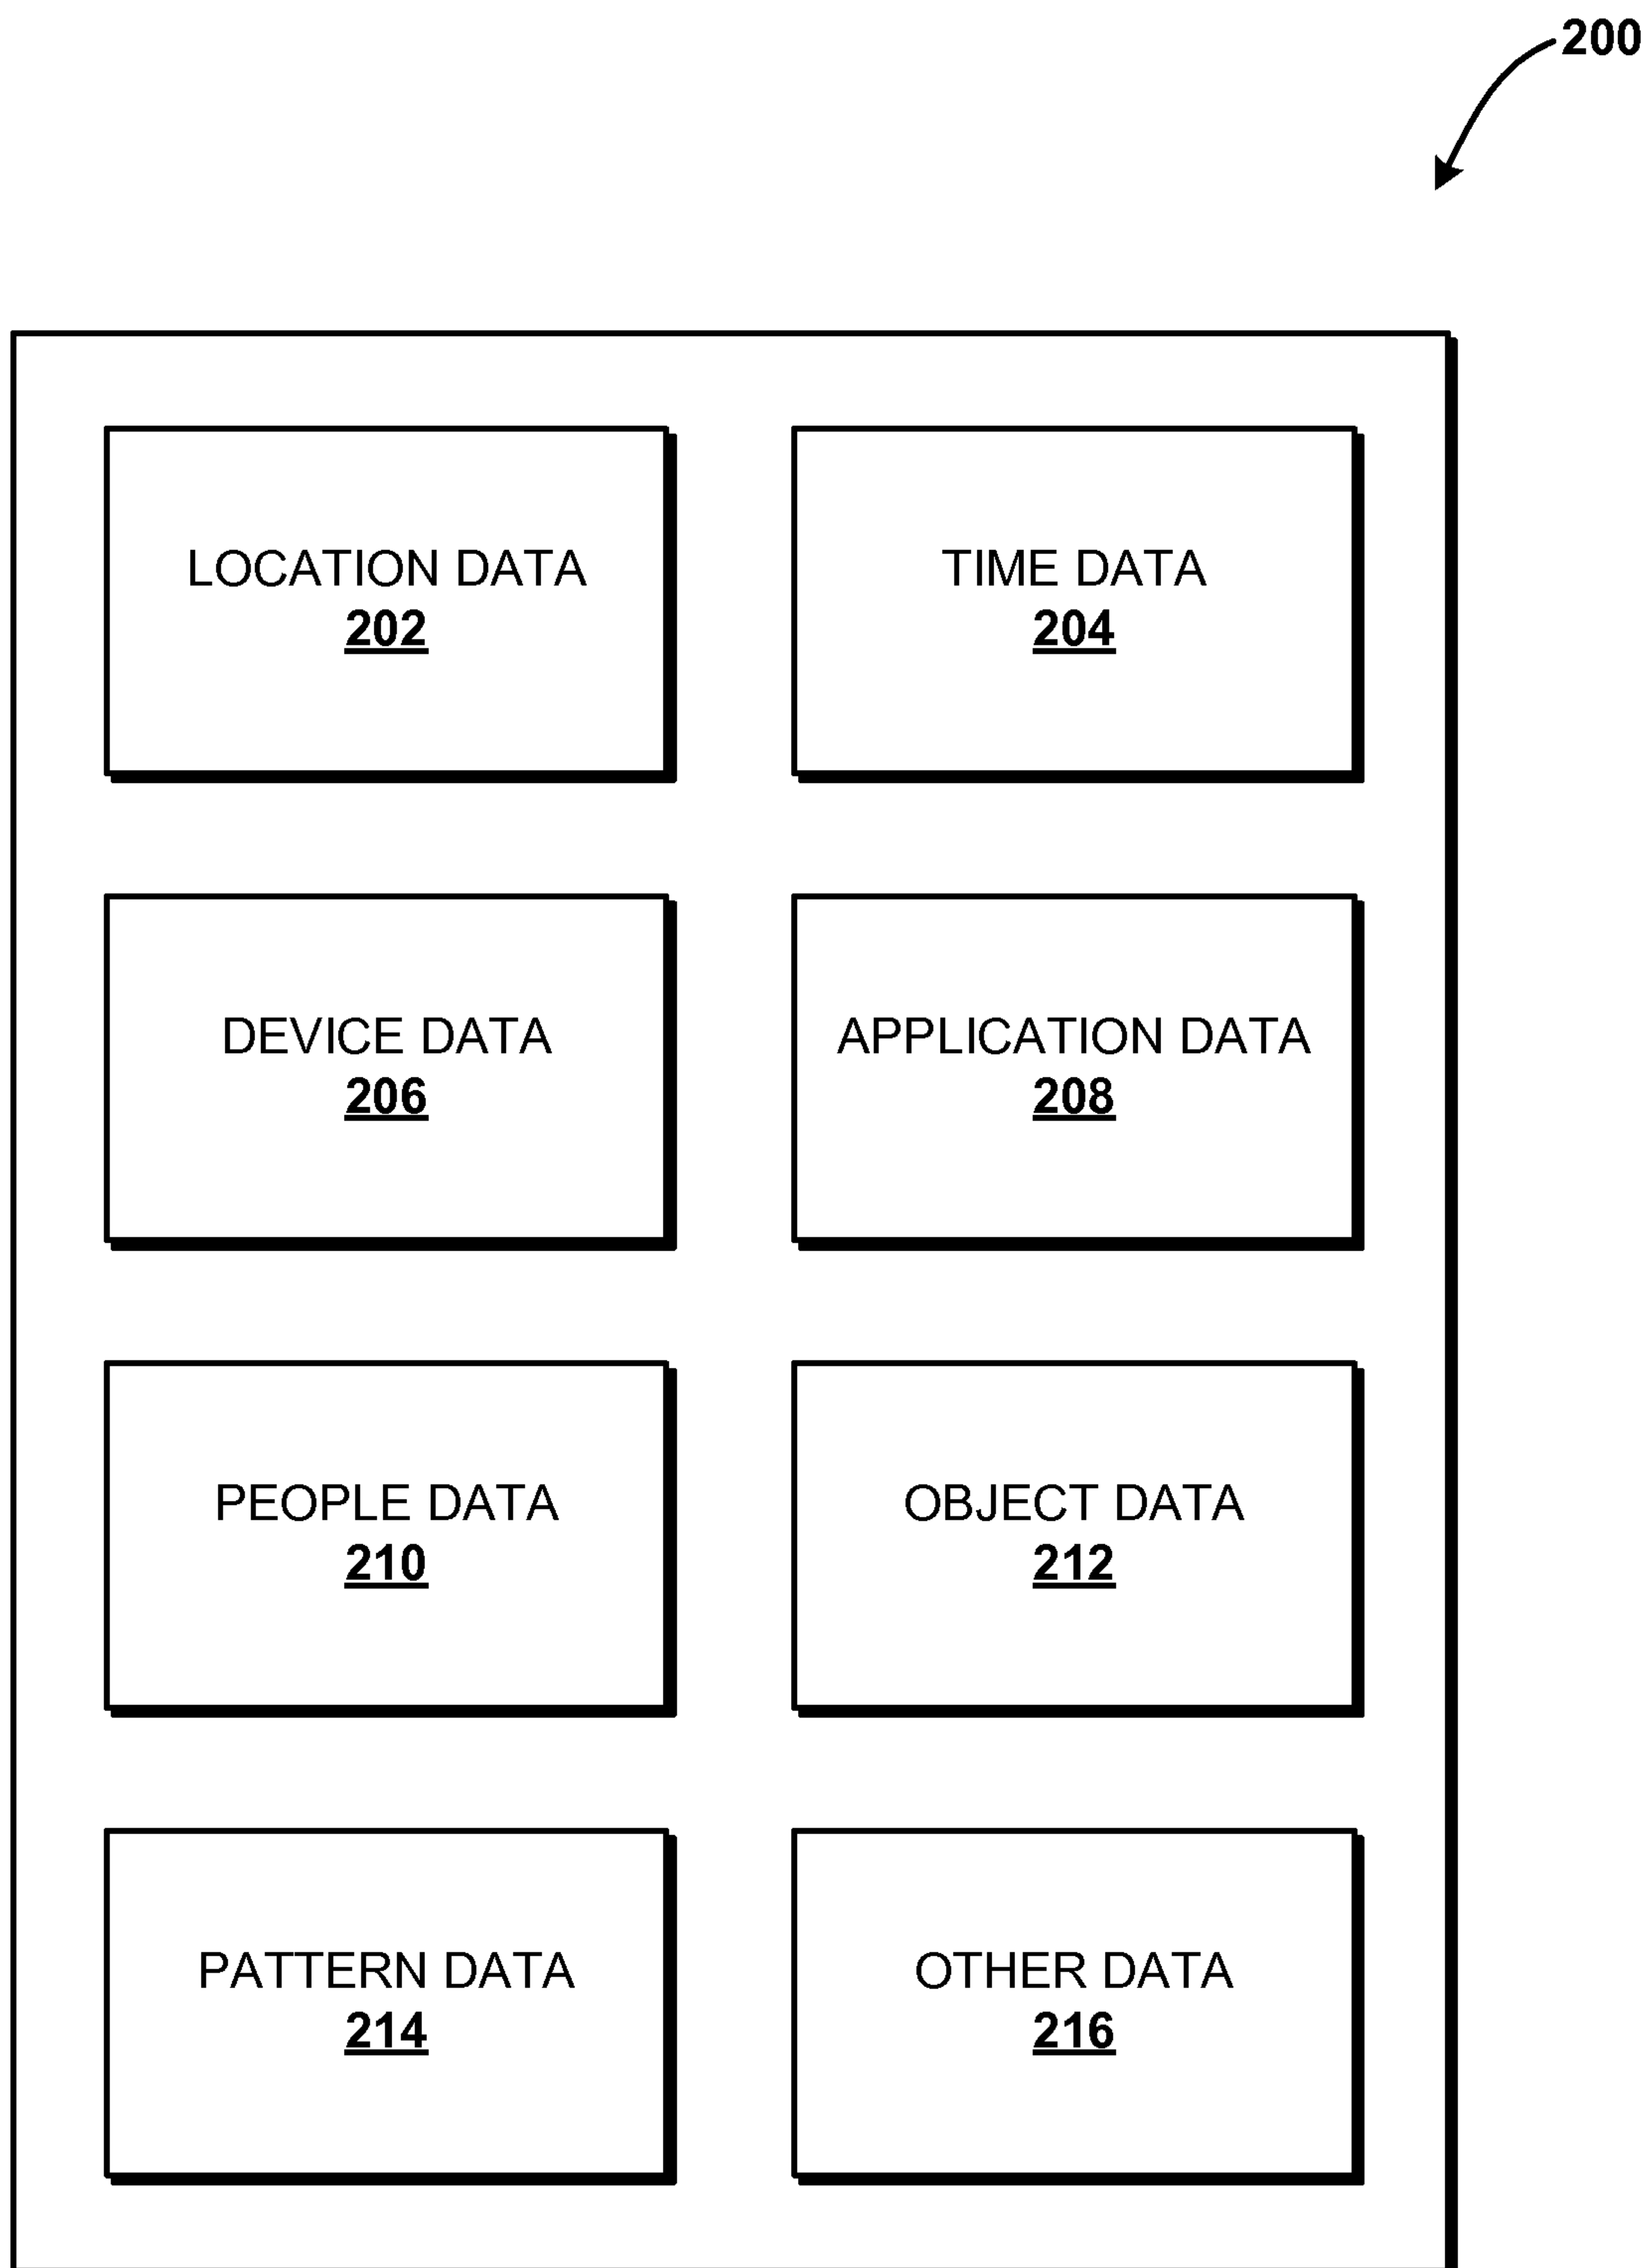 200
LOCATION DATA
202
TIME DATA
204
DEVICE DATA
206
APPLICATION DATA
208
PEOPLE DATA
210
OBJECT DATA
212
PATTERN DATA
214
OTHER DATA
216